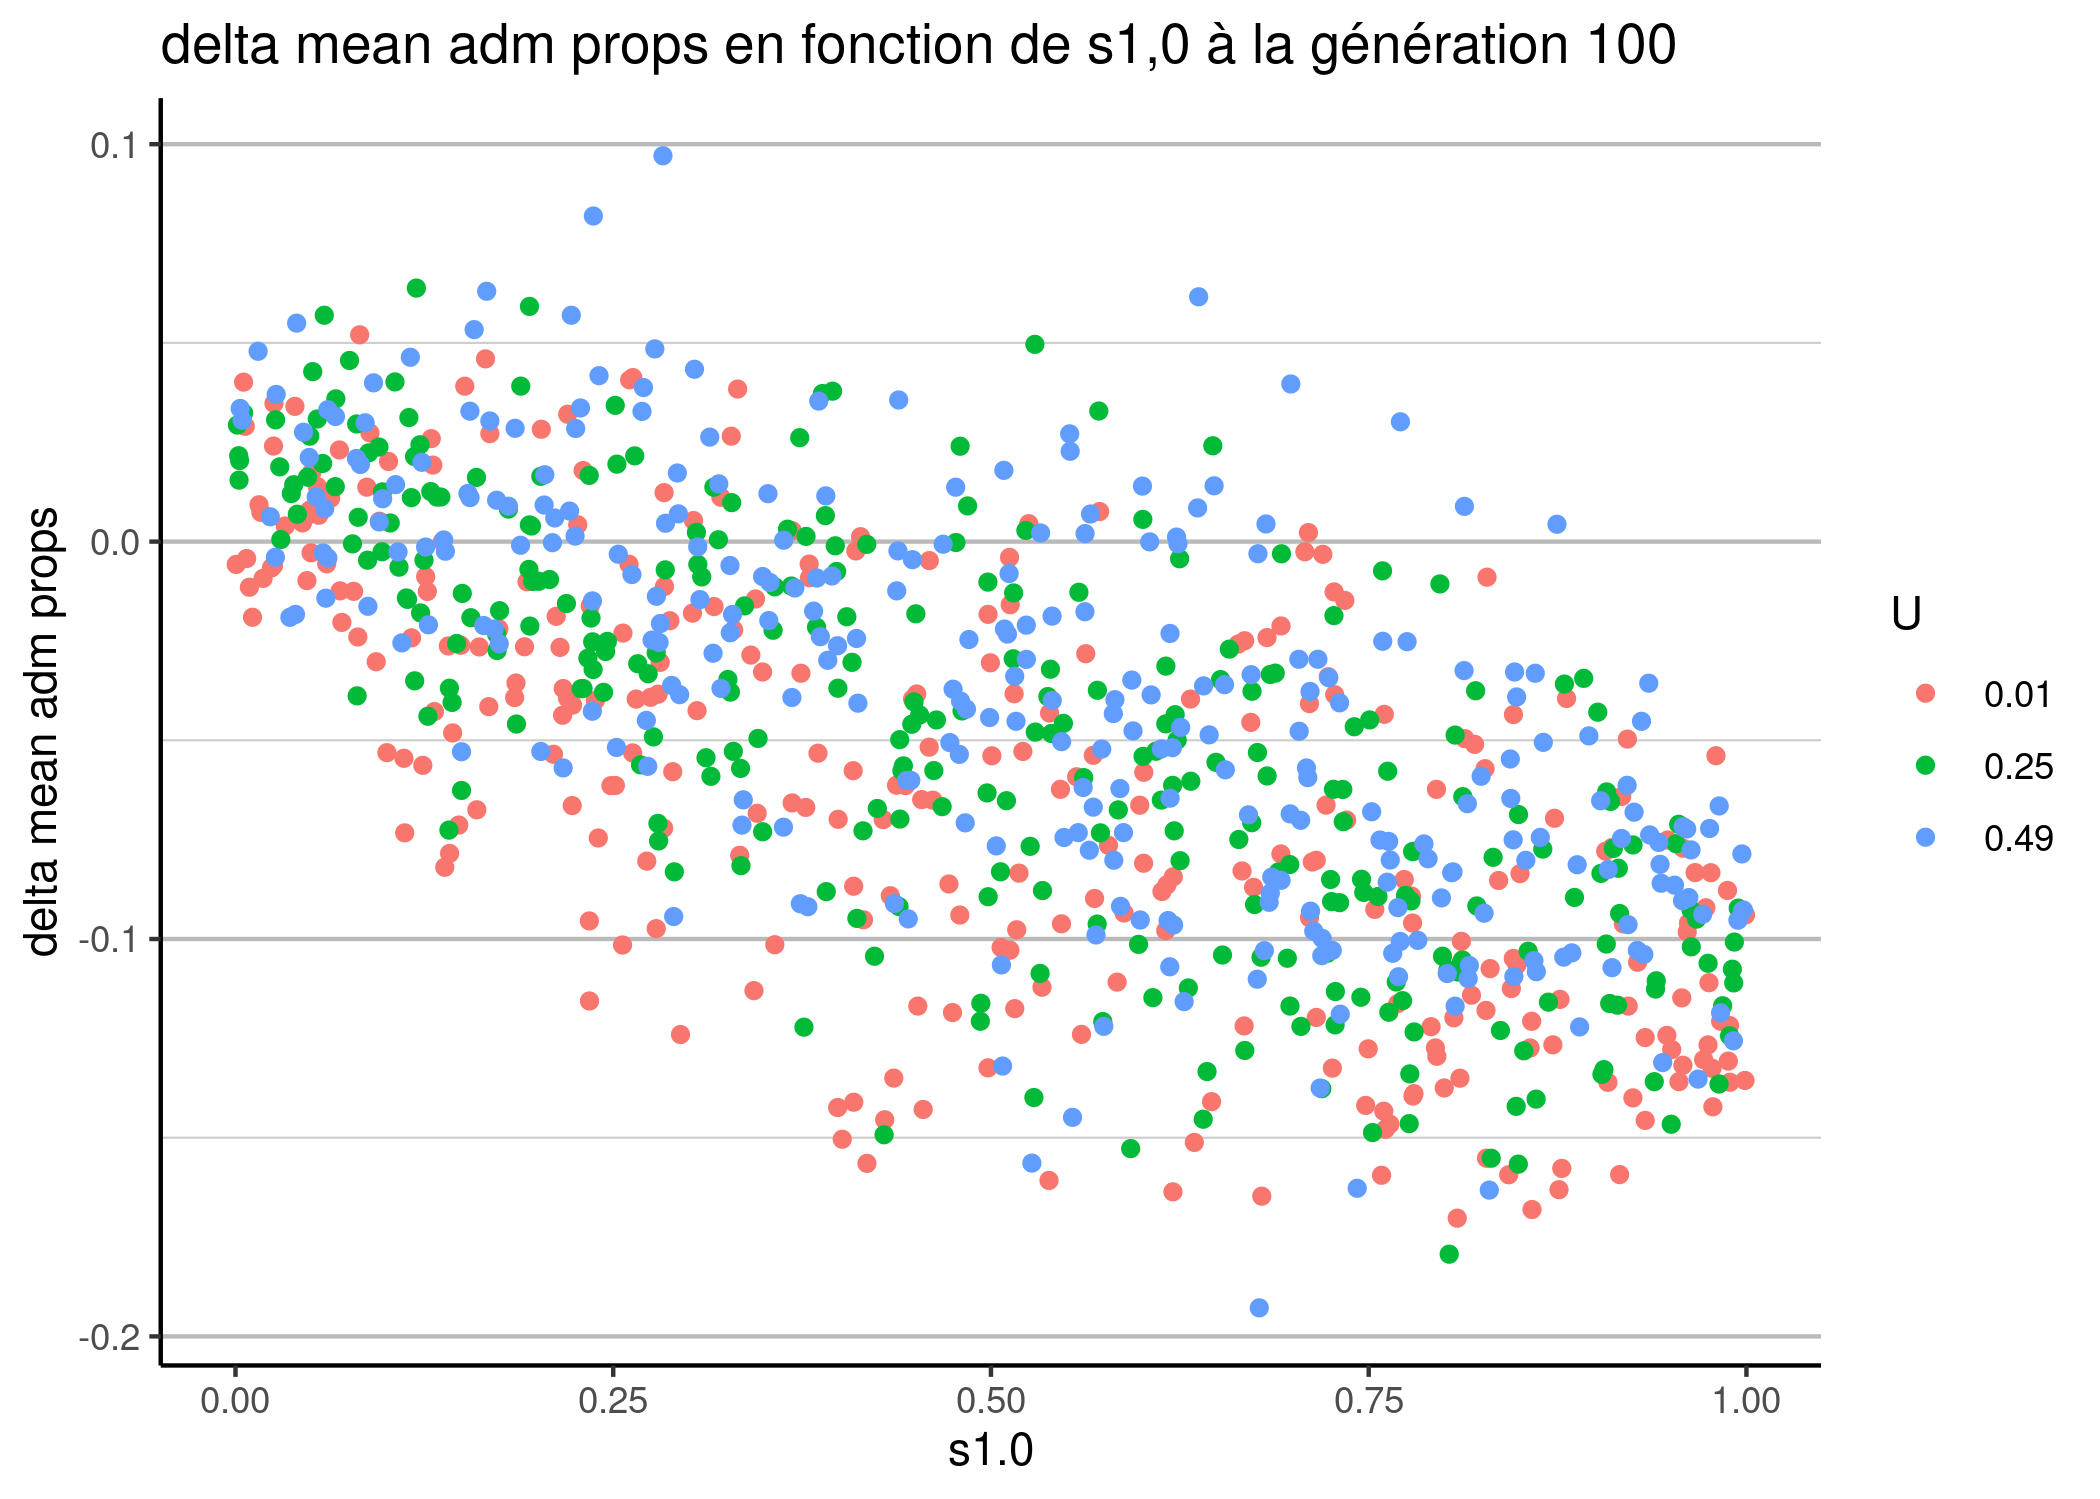 delta mean adm props en fonction de s1,0 à la génération 100
delta mean adm props
0.1
0.0
-0.1
-0.2
0.00 0.25 0.50 0.75 1.00
s1.0
U
0.01
0.25
0.49